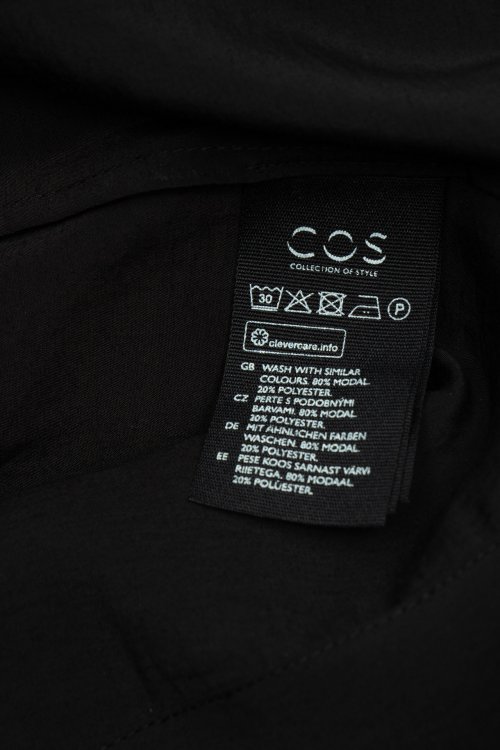 COS
COLLECTION OF STYLE
30 P
clevercare.info
GB WASH WITH SIMILAR
COLOURS. 80% MODAL
20% POLYESTER.
CZ PERTE S PODOBNÝMI
BARVAMI. 80% MODAL
20% POLYESTER.
DE MIT ÄHNLICHEN FARBEN
WASCHEN. 80% MODAL
20% POLYESTER.
EE PESE KOOS SARNAST VÄRVI
RIIETEGA. 80% MODAAL
20% POLÜESTER.